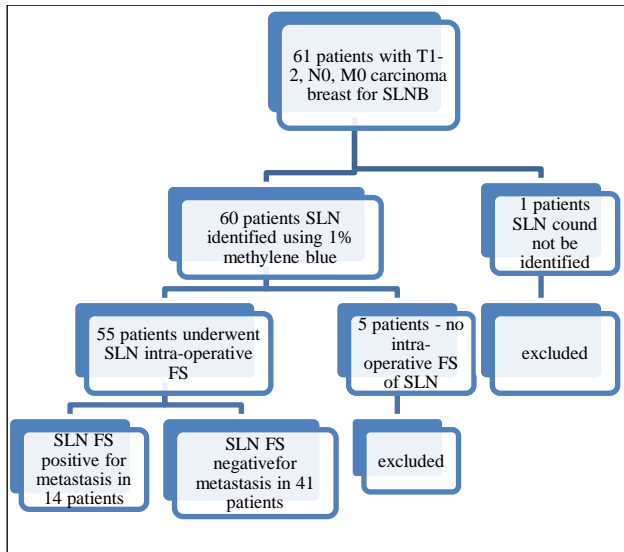 61 patients with T1-
2, N0, M0 carcinoma
breast for SLNB
60 patients SLN
identified using 1%
methylene blue
1 patients
SLN cound not
be identified
55 patients underwent
SLN intra-operative
FS
5 patients - no
intra-
operative FS
of SLN
excluded
SLN FS
positive for
metastasis in
14 patients
SLN FS
negativefor
metastasis in 41
patients
excluded